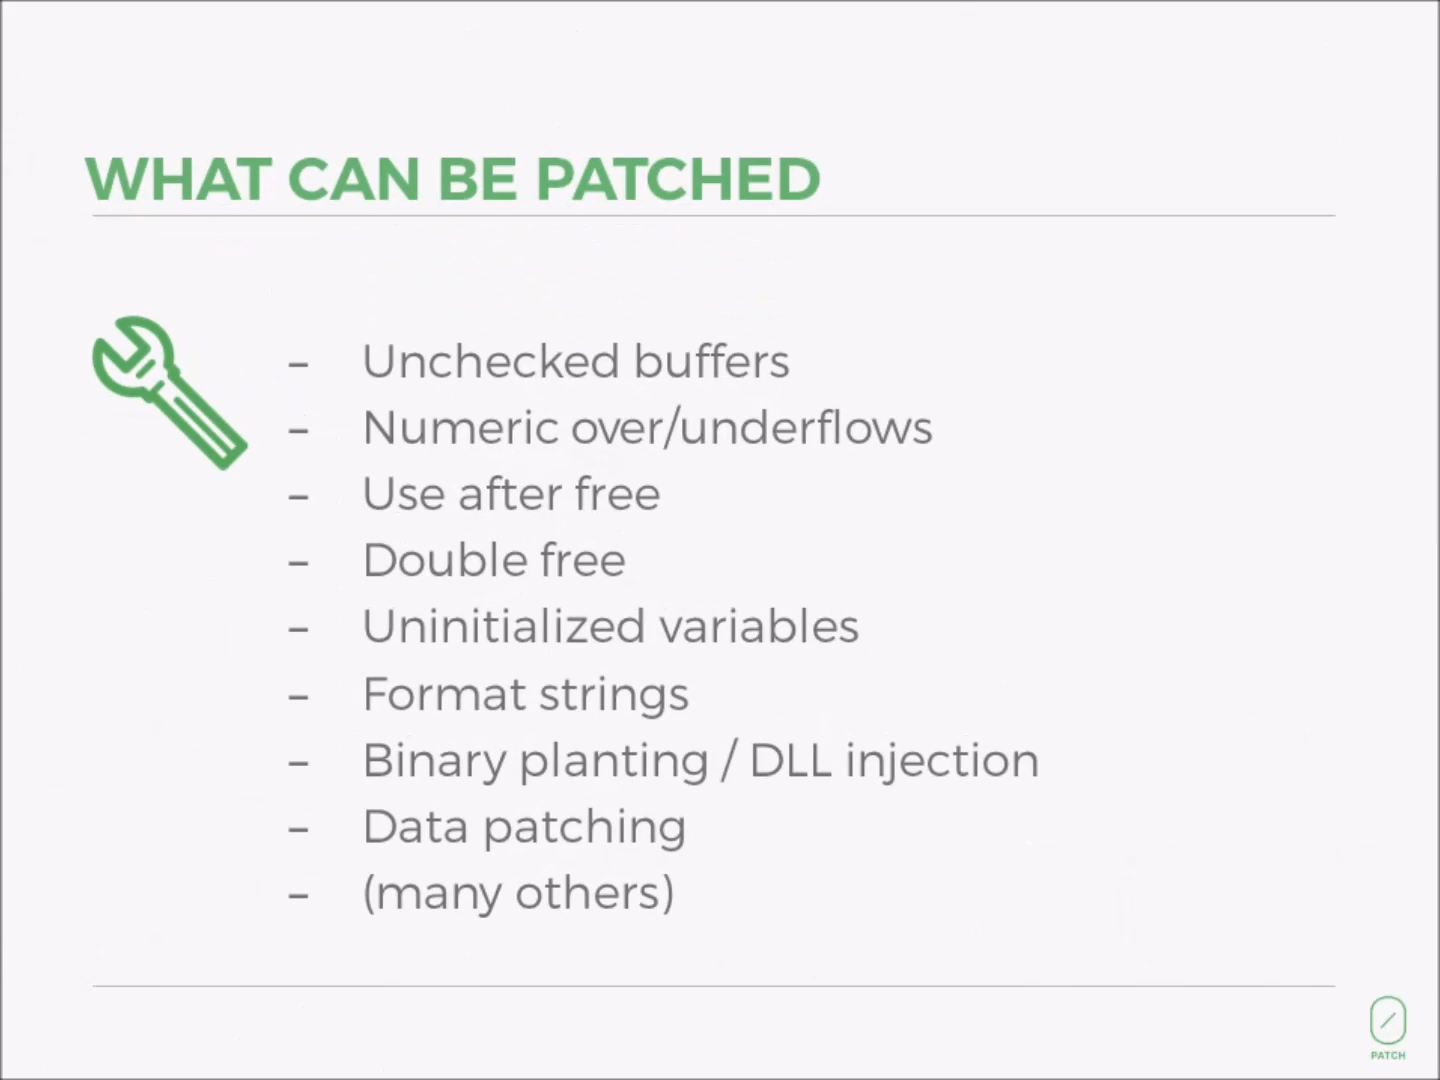 WHAT CAN BE PATCHED
– Unchecked buffers
– Numeric over/underflows
– Use after free
– Double free
– Uninitialized variables
– Format strings
– Binary planting / DLL injection
– Data patching
– (many others)
0
PATCH